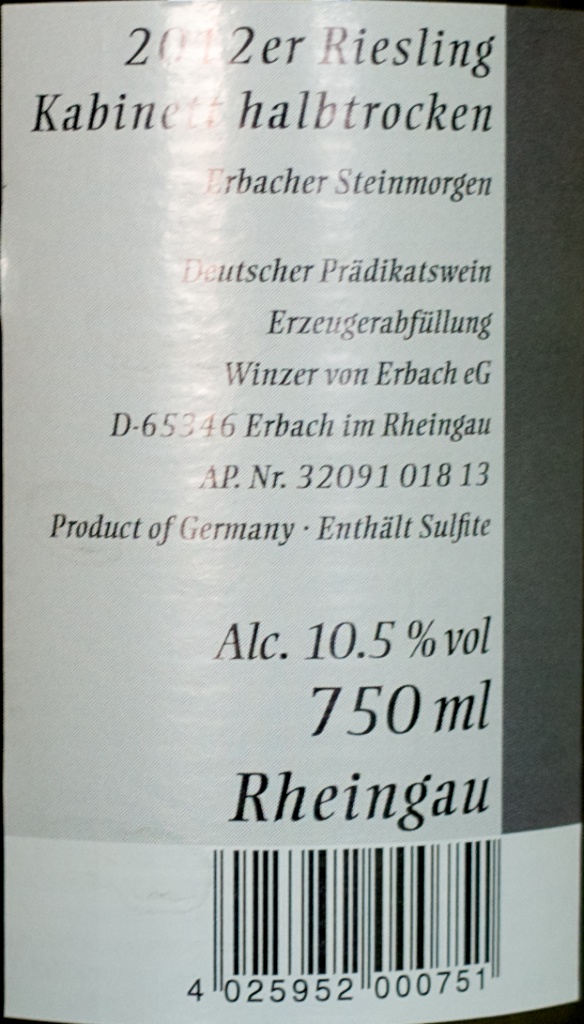 2012er Riesling
Kabinett halbtrocken
Erbacher Steinmorgen
Deutscher Prädikatswein
Erzeugerabfüllung
Winzer von Erbach eG
D-65346 Erbach im Rheingau
AP. Nr. 32091 018 13
Product of Germany · Enthält Sulfite
Alc. 10.5 % vol
750 ml
Rheingau
4 025952 000751